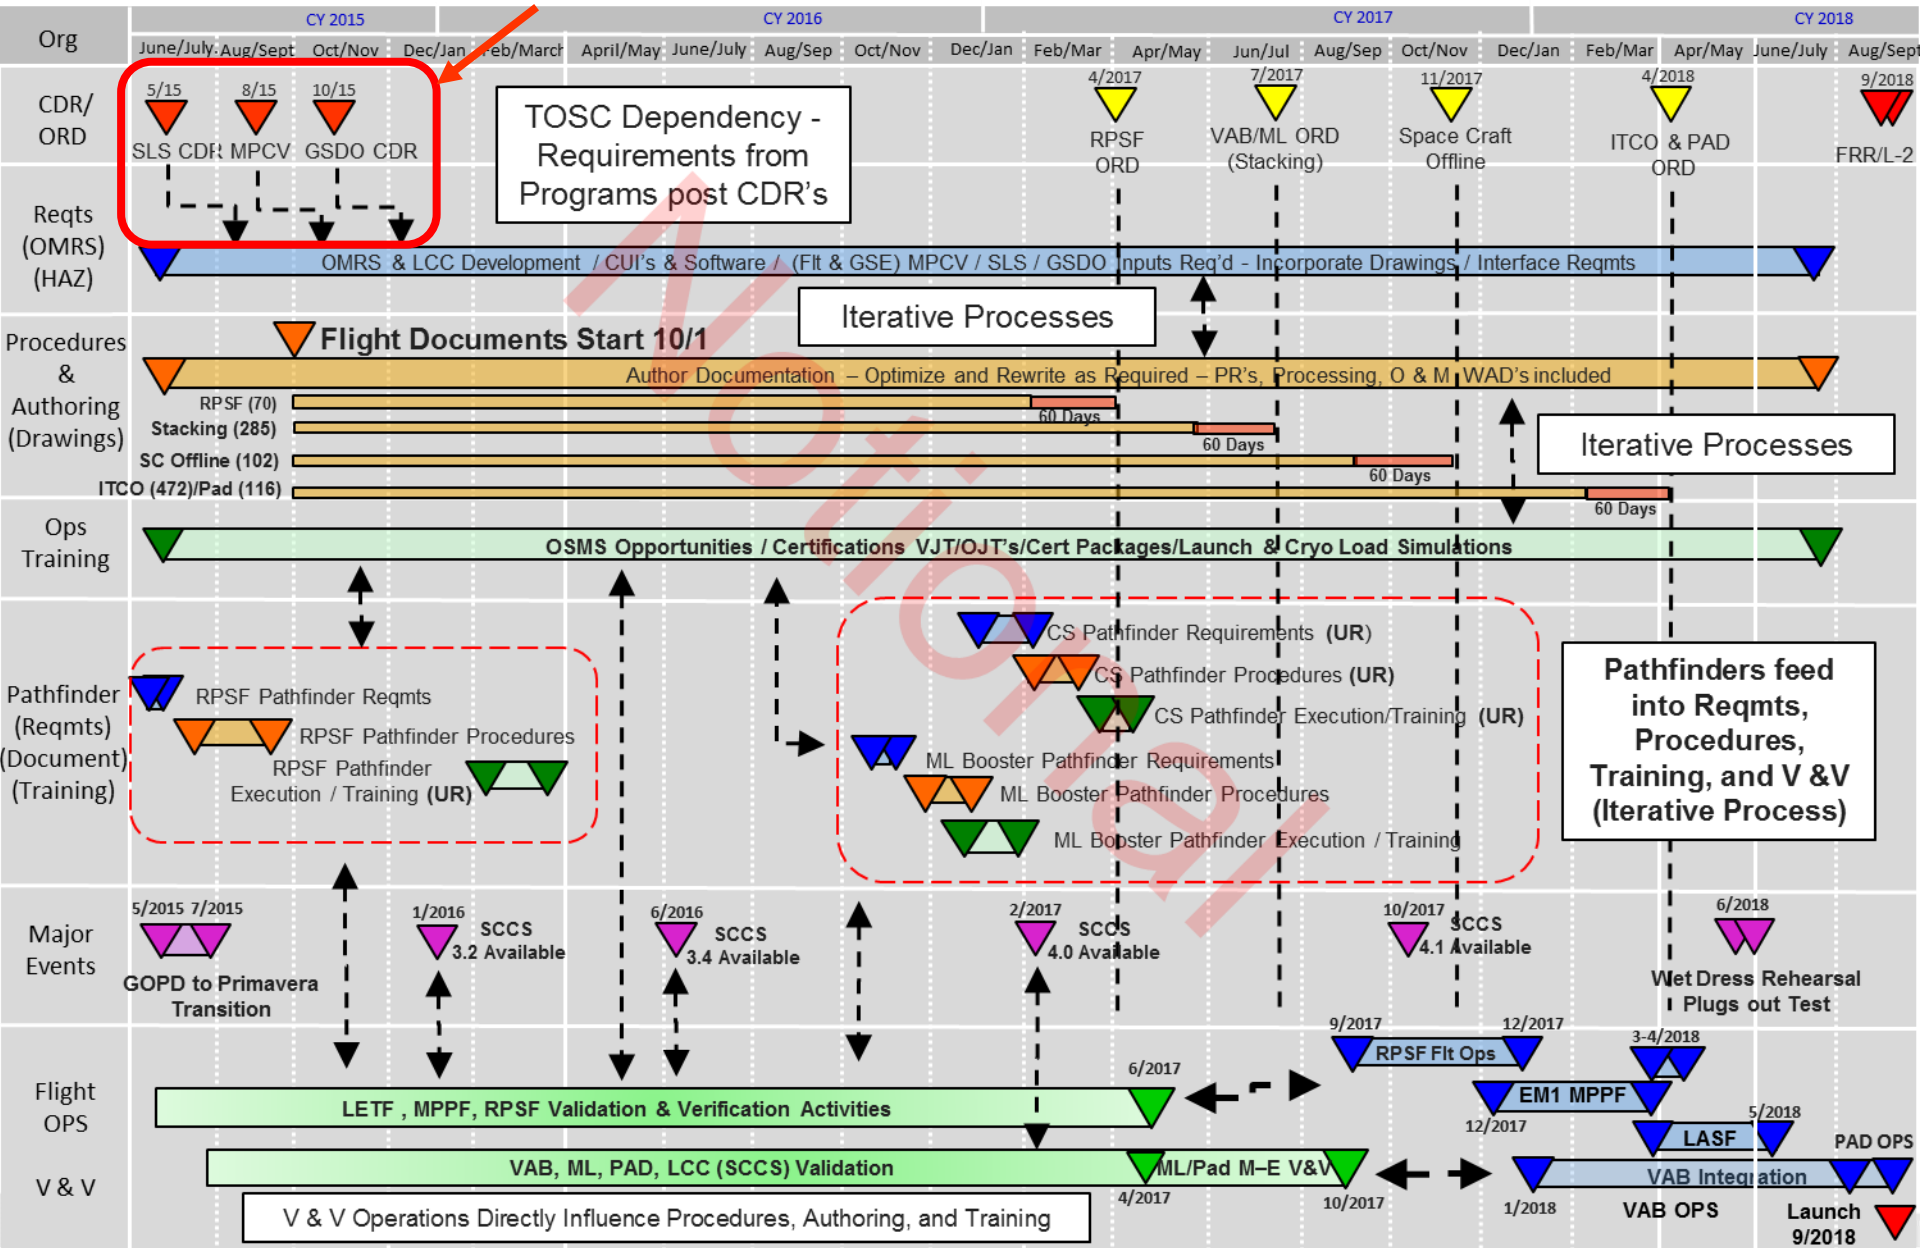 CY 2015
CY 2016
CY 2017
CY 2018
Org
June/July
Aug/Sept
Oct/Nov
Dec/Jan
Feb/March
April/May
June/July
Aug/Sep
Oct/Nov
Dec/Jan
Feb/Mar
Apr/May
Jun/Jul
Aug/Sep
Oct/Nov
Dec/Jan
Feb/Mar
Apr/May
June/July
Aug/Sept
CDR/
ORD
5/15
8/15
10/15
SLS CDR
MPCV
GSDO CDR
TOSC Dependency -
Requirements from
Programs post CDR's
4/2017
RPSF
ORD
7/2017
VAB/ML ORD
(Stacking)
11/2017
Space Craft
Offline
4/2018
ITCO & PAD
ORD
9/2018
FRR/L-2
Reqts
(OMRS)
(HAZ)
OMRS & LCC Development / CUI's & Software / (Flt & GSE) MPCV / SLS / GSDO Inputs Req'd - Incorporate Drawings / Interface Reqmts
Iterative Processes
Procedures
&
Authoring
(Drawings)
Flight Documents Start 10/1
Author Documentation – Optimize and Rewrite as Required – PR's, Processing, O & M WAD's included
RPSF (70)
60 Days
Stacking (285)
60 Days
SC Offline (102)
60 Days
ITCO (472)/Pad (116)
60 Days
Iterative Processes
Ops
Training
OSMS Opportunities / Certifications VJT/OJT's/Cert Packages/Launch & Cryo Load Simulations
Pathfinder
(Reqmts)
(Document)
(Training)
RPSF Pathfinder Reqmts
RPSF Pathfinder Procedures
RPSF Pathfinder
Execution / Training (UR)
CS Pathfinder Requirements (UR)
CS Pathfinder Procedures (UR)
CS Pathfinder Execution/Training (UR)
ML Booster Pathfinder Requirements
ML Booster Pathfinder Procedures
ML Booster Pathfinder Execution / Training
Pathfinders feed
into Reqmts,
Procedures,
Training, and V &V
(Iterative Process)
Notional
Major
Events
5/2015
7/2015
GOPD to Primavera
Transition
1/2016
SCCS
3.2 Available
6/2016
SCCS
3.4 Available
2/2017
SCCS
4.0 Available
10/2017
SCCS
4.1 Available
6/2018
Wet Dress Rehearsal
Plugs out Test
Flight
OPS
9/2017
12/2017
RPSF Flt Ops
3-4/2018
6/2017
LETF , MPPF, RPSF Validation & Verification Activities
EM1 MPPF
12/2017
5/2018
LASF
PAD OPS
V & V
VAB, ML, PAD, LCC (SCCS) Validation
ML/Pad M–E V&V
4/2017
10/2017
VAB Integration
1/2018
VAB OPS
Launch
9/2018
V & V Operations Directly Influence Procedures, Authoring, and Training